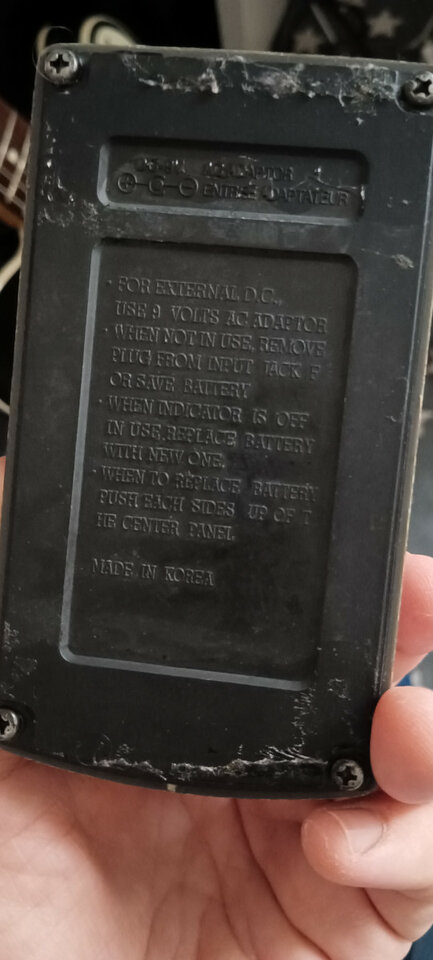 DC-9V AC ADAPTOR
ENTREE ADAPTATEUR
· FOR EXTERNAL D.C.,
USE 9 VOLTS AC ADAPTOR
· WHEN NOT IN USE, REMOVE
PLUG FROM INPUT JACK F
OR SAVE BATTERY
· WHEN INDICATOR IS OFF
IN USE, REPLACE BATTERY
WITH NEW ONE.
· WHEN TO REPLACE BATTERY
PUSH EACH SIDES UP OF T
HE CENTER PANEL
MADE IN KOREA